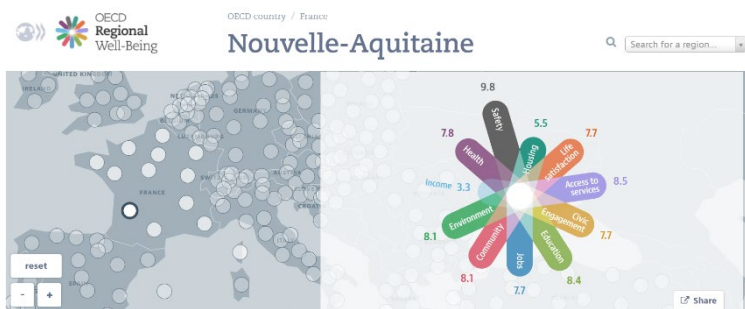 OECD
Regional
Well-Being
OECD country / France
Nouvelle-Aquitaine
Search for a region...
UNITED KINGDOM
IRELAND
GERMANY
FRANCE
ITALIA
reset
-
+
9.8
Safety
5.5
Housing
7.7
Life
satisfaction
8.5
Access to
services
7.7
Civic
Engagement
8.4
Education
7.7
Jobs
8.1
Community
8.1
Environment
Income 3.3
7.8
Health
Share